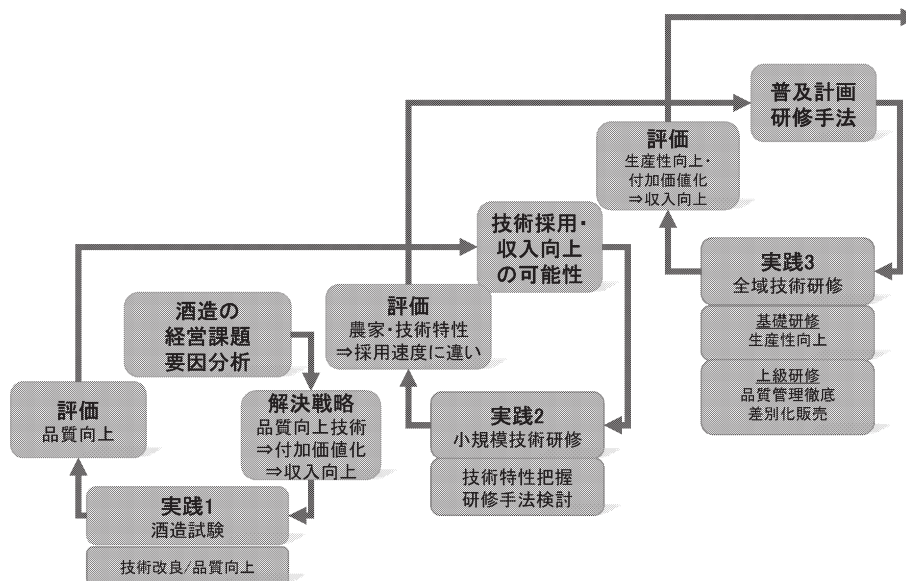 酒造の
経営課題
要因分析
解決戦略
品質向上技術
⇒付加価値化
⇒収入向上
実践1
酒造試験
技術改良/品質向上
評価
品質向上
技術採用・
収入向上
の可能性
実践2
小規模技術研修
技術特性把握
研修手法検討
評価
農家・技術特性
⇒採用速度に違い
普及計画
研修手法
実践3
全域技術研修
基礎研修
生産性向上
上級研修
品質管理徹底
差別化販売
評価
生産性向上・
付加価値化
⇒収入向上